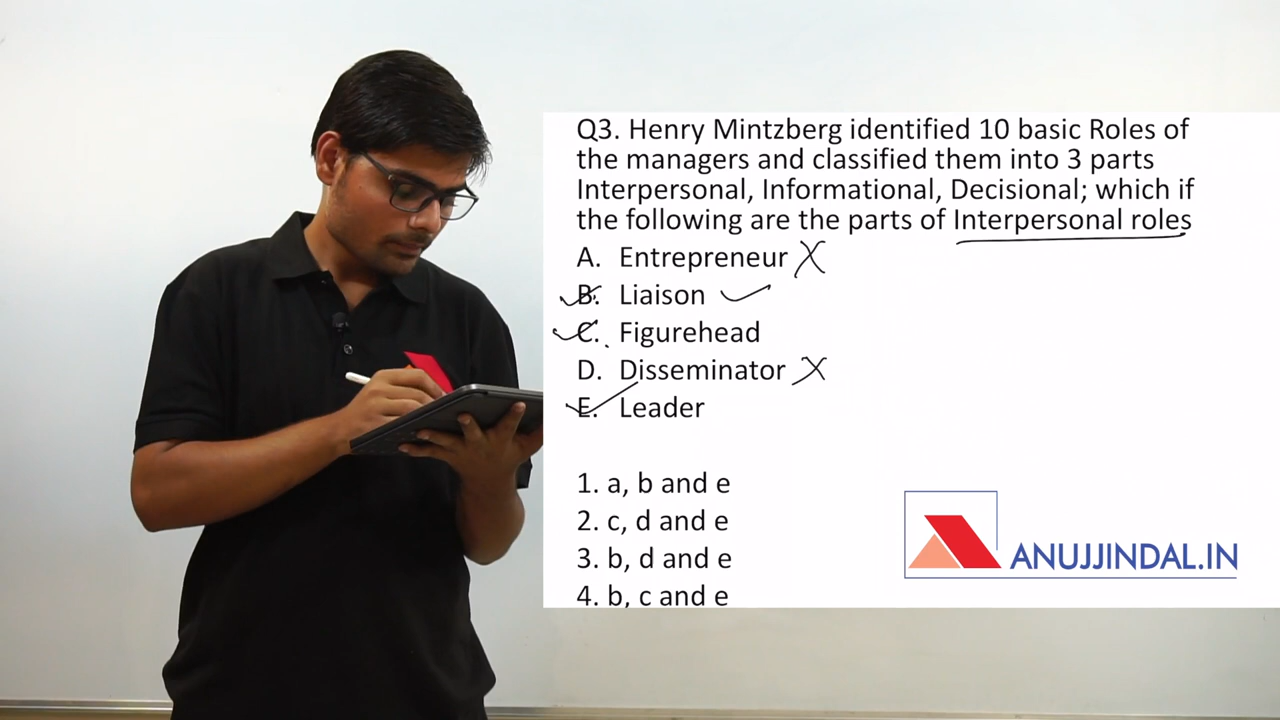 Q3. Henry Mintzberg identified 10 basic Roles of
the managers and classified them into 3 parts
Interpersonal, Informational, Decisional; which if
the following are the parts of Interpersonal roles
A. Entrepreneur
B. Liaison
C. Figurehead
D. Disseminator
E. Leader
1. a, b and e
2. c, d and e
3. b, d and e
4. b, c and e
ANUJJINDAL.IN